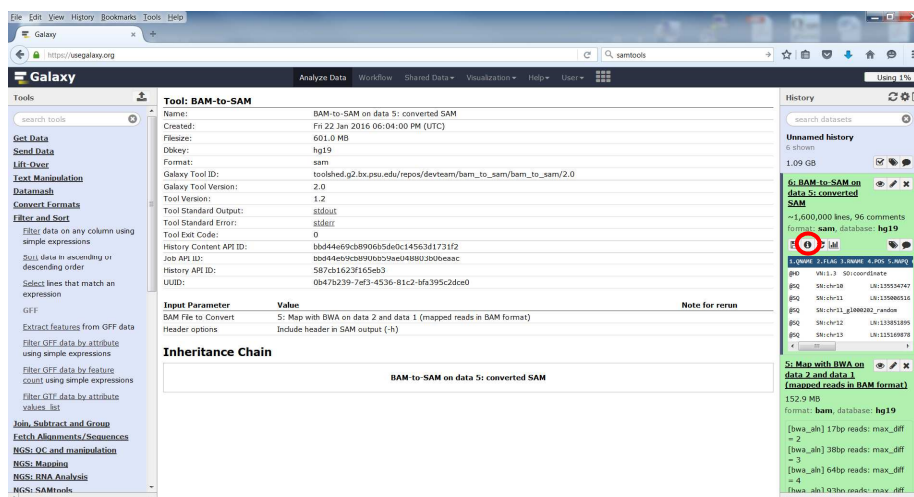 File Edit View History Bookmarks Tools Help
Galaxy × +
https://usegalaxy.org
samtools
Galaxy
Analyze Data Workflow Shared Data Visualization Help User
Using 1%
Tools
search tools
Get Data
Send Data
Lift-Over
Text Manipulation
Datamash
Convert Formats
Filter and Sort
Filter data on any column using
simple expressions
Sort data in ascending or
descending order
Select lines that match an
expression
GFF
Extract features from GFF data
Filter GFF data by attribute
using simple expressions
Filter GFF data by feature
count using simple expressions
Filter GTF data by attribute
values list
Join, Subtract and Group
Fetch Alignments/Sequences
NGS: QC and manipulation
NGS: Mapping
NGS: RNA Analysis
NGS: SAMtools
Tool: BAM-to-SAM
Name: BAM-to-SAM on data 5: converted SAM
Created: Fri 22 Jan 2016 06:04:00 PM (UTC)
Filesize: 601.0 MB
Dbkey: hg19
Format: sam
Galaxy Tool ID: toolshed.g2.bx.psu.edu/repos/devteam/bam_to_sam/bam_to_sam/2.0
Galaxy Tool Version: 2.0
Tool Version: 1.2
Tool Standard Output: stdout
Tool Standard Error: stderr
Tool Exit Code: 0
History Content API ID: bbd44e69cb8906b5de0c14563d1731f2
Job API ID: bbd44e69cb8906b59ae048803b06eaac
History API ID: 587cb1623f165eb3
UUID: 0b47b239-7ef3-4536-81c2-bfa395c2dce0
Input Parameter Value Note for rerun
BAM File to Convert 5: Map with BWA on data 2 and data 1 (mapped reads in BAM format)
Header options Include header in SAM output (-h)
Inheritance Chain
BAM-to-SAM on data 5: converted SAM
History
search datasets
Unnamed history
6 shown
1.09 GB
6: BAM-to-SAM on
data 5: converted
SAM
~1,600,000 lines, 96 comments
format: sam, database: hg19
1.QNAME 2.FLAG 3.RNAME 4.POS 5.MAPQ
@HD VN:1.3 SO:coordinate
@SQ SN:chr10 LN:135534747
@SQ SN:chr11 LN:135006516
@SQ SN:chr11_gl000202_random
@SQ SN:chr12 LN:133851895
@SQ SN:chr13 LN:115169878
5: Map with BWA on
data 2 and data 1
(mapped reads in BAM format)
152.9 MB
format: bam, database: hg19
[bwa_aln] 17bp reads: max_diff
= 2
[bwa_aln] 38bp reads: max_diff
= 3
[bwa_aln] 64bp reads: max_diff
= 4
[bwa_aln] 93bp reads: max_diff